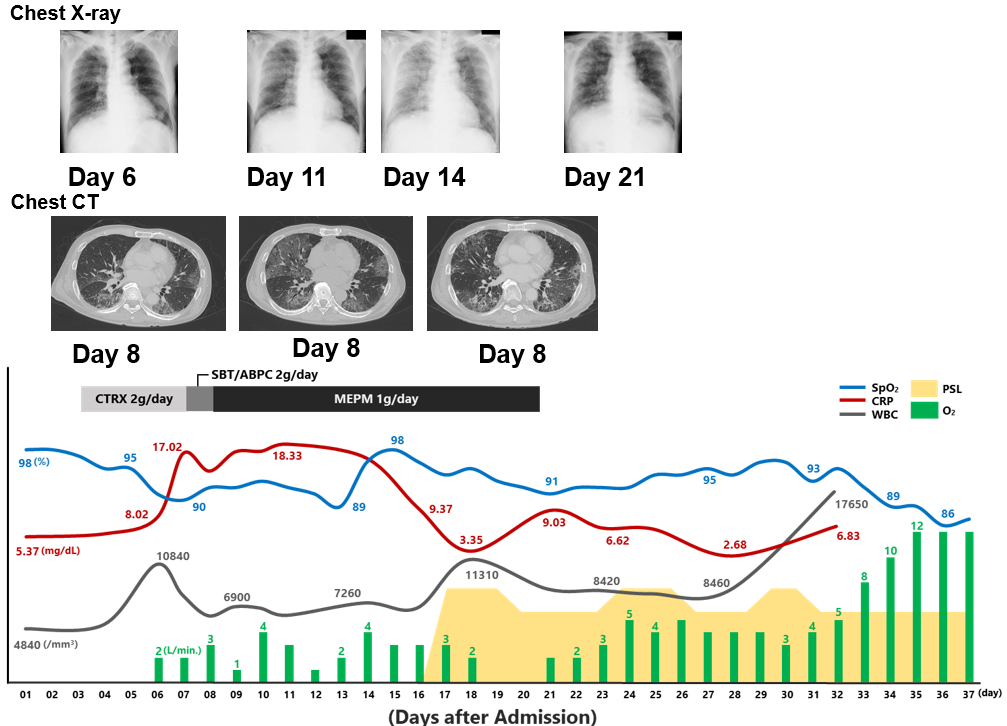 Chest X-ray
Day 6
Day 11
Day 14
Day 21
Chest CT
Day 8
Day 8
Day 8
SBT/ABPC 2g/day
CTRX 2g/day
MEPM 1g/day
SpO₂
CRP
WBC
PSL
O₂
98 (%)
95
90
89
98
91
95
93
89
86
5.37 (mg/dL)
8.02
17.02
18.33
9.37
3.35
9.03
6.62
2.68
6.83
4840 (/mm³)
10840
6900
7260
11310
8420
8460
17650
2 (L/min.)
3
1
4
2
4
3
2
2
3
5
4
3
4
5
8
10
12
01 02 03 04 05 06 07 08 09 10 11 12 13 14 15 16 17 18 19 20 21 22 23 24 25 26 27 28 29 30 31 32 33 34 35 36 37 (day)
(Days after Admission)